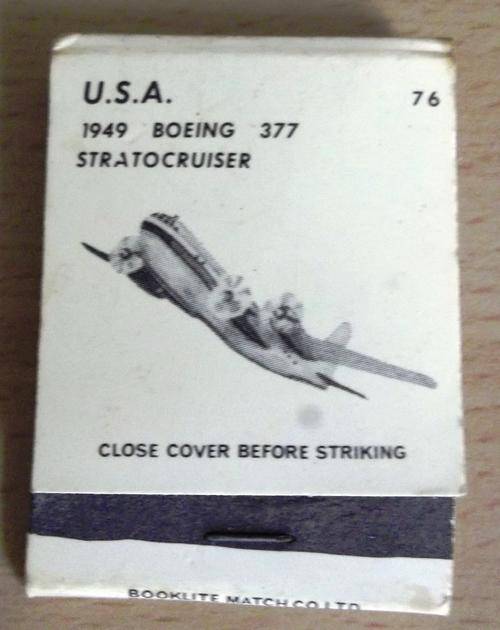 U.S.A.
76
1949 BOEING 377
STRATOCRUISER
CLOSE COVER BEFORE STRIKING
BOOKLITE MATCH CO. LTD.